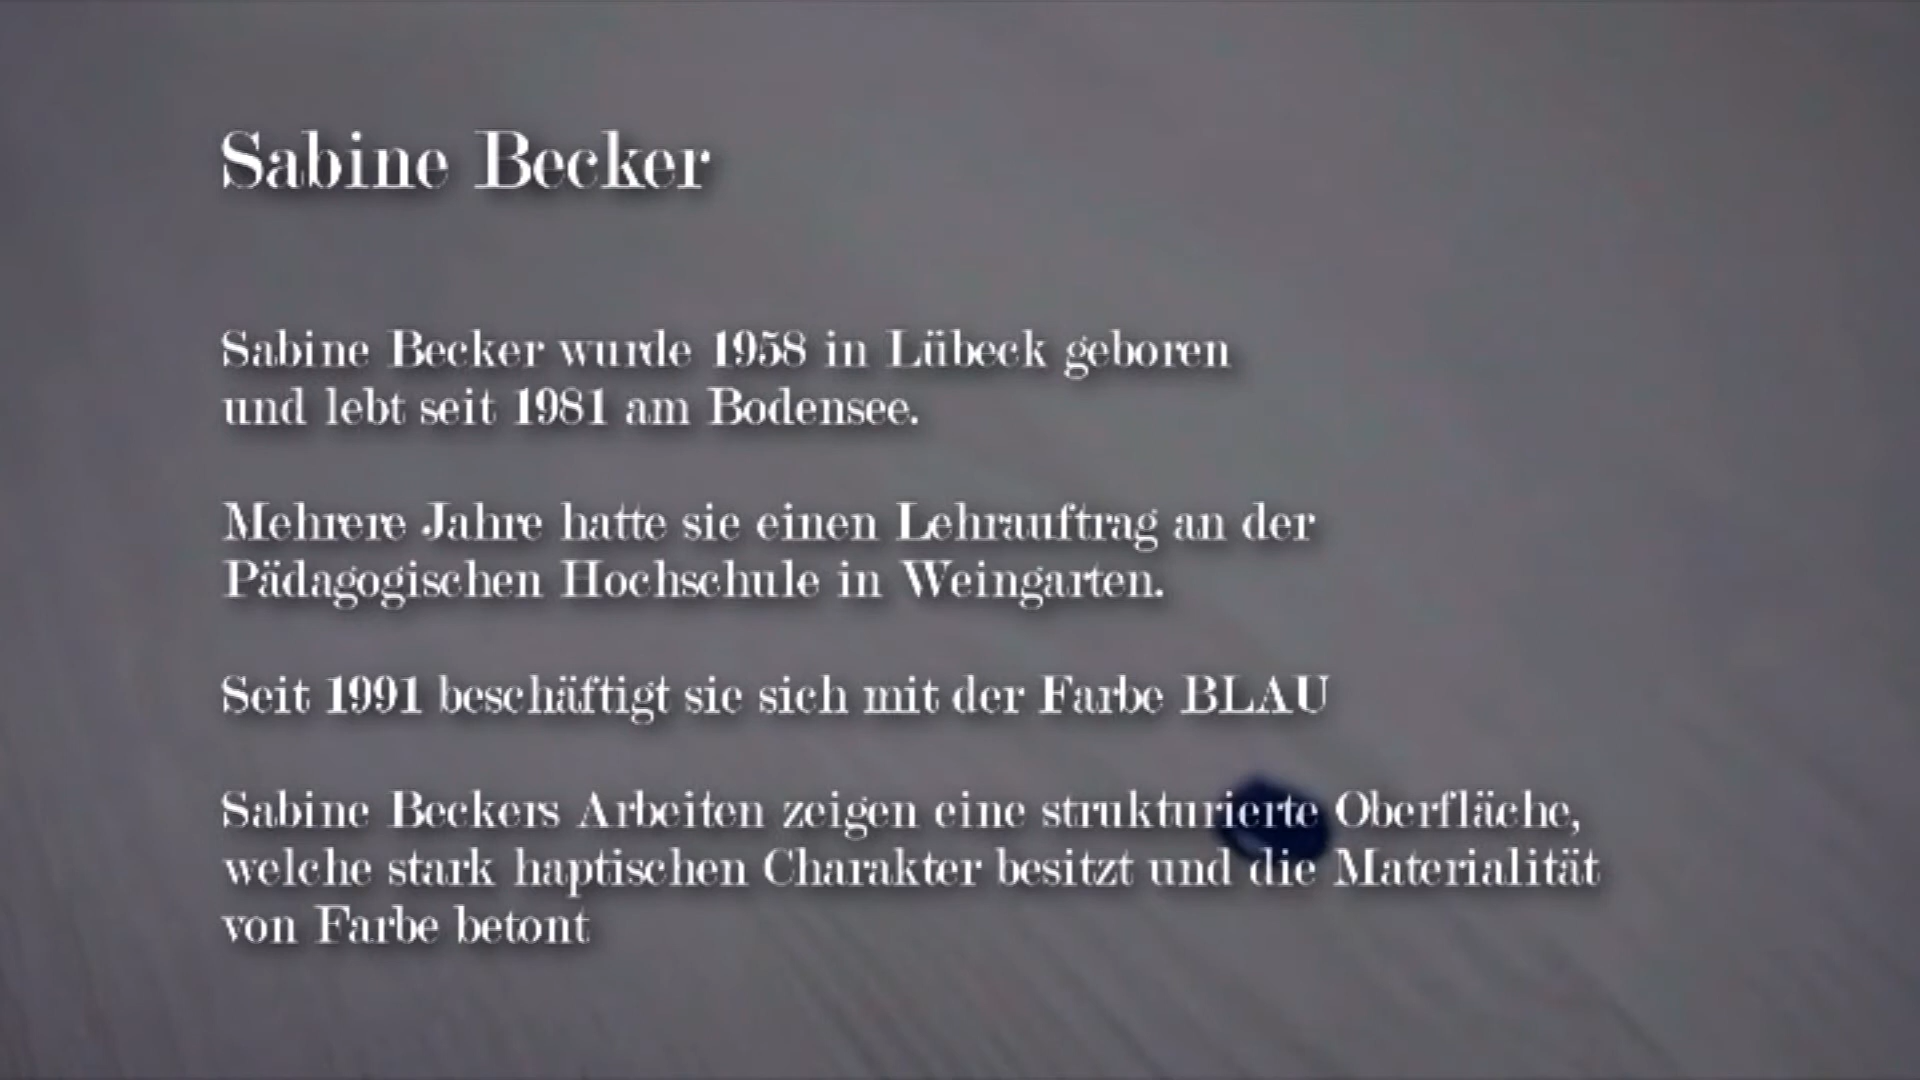 Sabine Becker
Sabine Becker wurde 1958 in Lübeck geboren
und lebt seit 1981 am Bodensee.
Mehrere Jahre hatte sie einen Lehrauftrag an der
Pädagogischen Hochschule in Weingarten.
Seit 1991 beschäftigt sie sich mit der Farbe BLAU
Sabine Beckers Arbeiten zeigen eine strukturierte Oberfläche,
welche stark haptischen Charakter besitzt und die Materialität
von Farbe betont